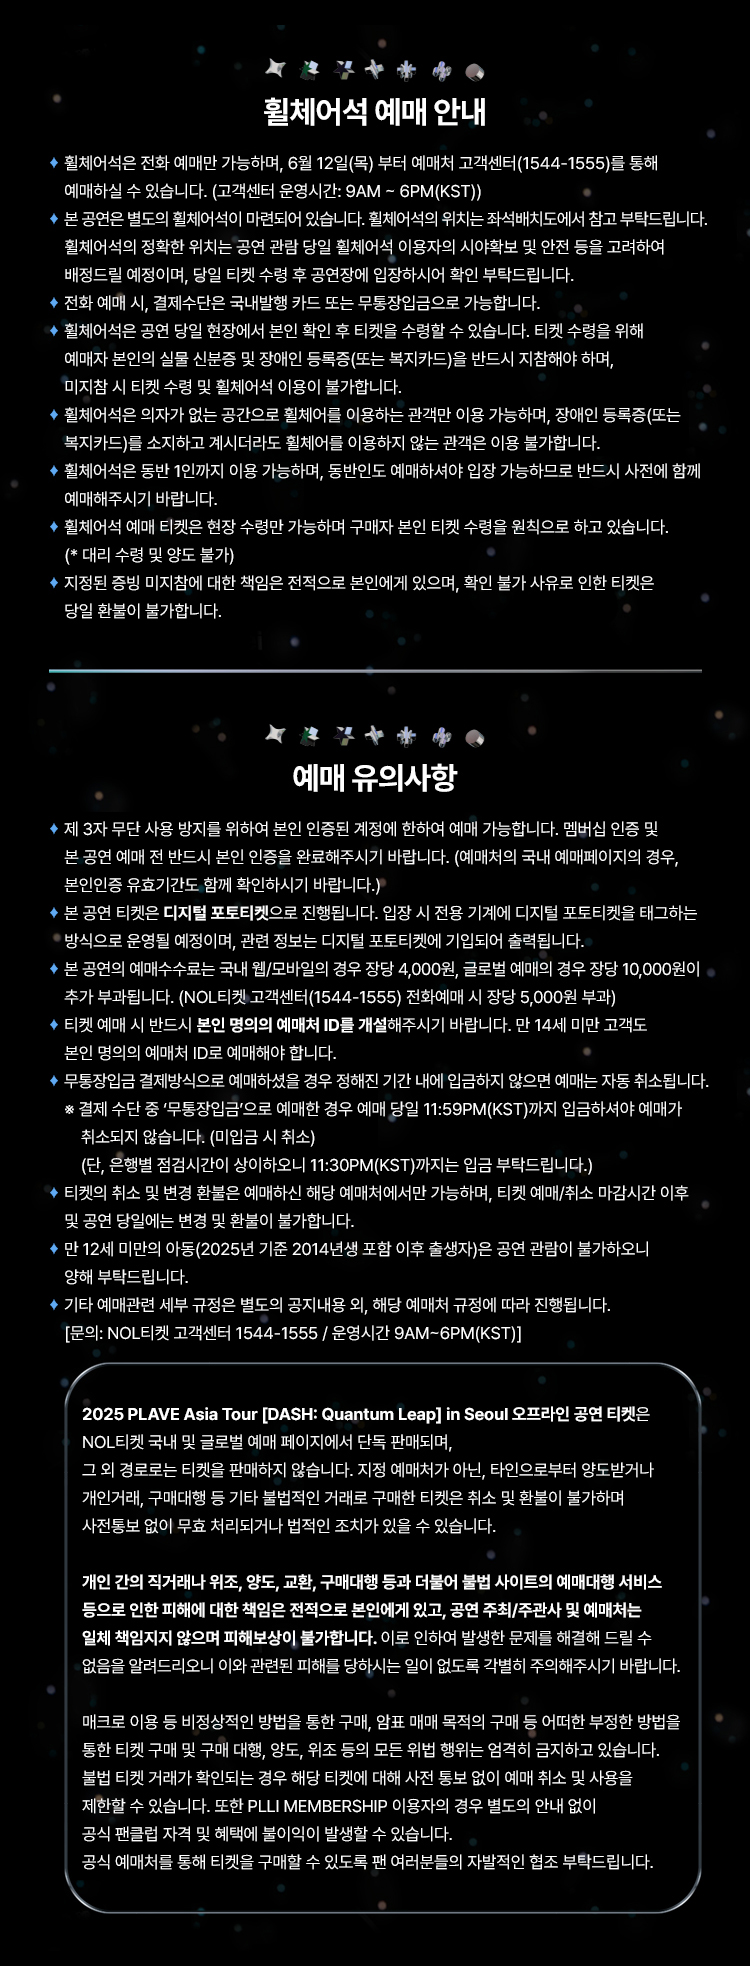 휠체어석 예매 안내
♦ 휠체어석은 전화 예매만 가능하며, 6월 12일(목) 부터 예매처 고객센터(1544-1555)를 통해
예매하실 수 있습니다. (고객센터 운영시간: 9AM ~ 6PM(KST))
♦ 본 공연은 별도의 휠체어석이 마련되어 있습니다. 휠체어석의 위치는 좌석배치도에서 참고 부탁드립니다.
휠체어석의 정확한 위치는 공연 관람 당일 휠체어석 이용자의 시야확보 및 안전 등을 고려하여
배정드릴 예정이며, 당일 티켓 수령 후 공연장에 입장하시어 확인 부탁드립니다.
♦ 전화 예매 시, 결제수단은 국내발행 카드 또는 무통장입금으로 가능합니다.
♦ 휠체어석은 공연 당일 현장에서 본인 확인 후 티켓을 수령할 수 있습니다. 티켓 수령을 위해
예매자 본인의 실물 신분증 및 장애인 등록증(또는 복지카드)을 반드시 지참해야 하며,
미지참 시 티켓 수령 및 휠체어석 이용이 불가합니다.
♦ 휠체어석은 의자가 없는 공간으로 휠체어를 이용하는 관객만 이용 가능하며, 장애인 등록증(또는
복지카드)를 소지하고 계시더라도 휠체어를 이용하지 않는 관객은 이용 불가합니다.
♦ 휠체어석은 동반 1인까지 이용 가능하며, 동반인도 예매하셔야 입장 가능하므로 반드시 사전에 함께
예매해주시기 바랍니다.
♦ 휠체어석 예매 티켓은 현장 수령만 가능하며 구매자 본인 티켓 수령을 원칙으로 하고 있습니다.
(* 대리 수령 및 양도 불가)
♦ 지정된 증빙 미지참에 대한 책임은 전적으로 본인에게 있으며, 확인 불가 사유로 인한 티켓은
당일 환불이 불가합니다.
예매 유의사항
♦ 제 3자 무단 사용 방지를 위하여 본인 인증된 계정에 한하여 예매 가능합니다. 멤버십 인증 및
본 공연 예매 전 반드시 본인 인증을 완료해주시기 바랍니다. (예매처의 국내 예매페이지의 경우,
본인인증 유효기간도 함께 확인하시기 바랍니다.)
♦ 본 공연 티켓은 디지털 포토티켓으로 진행됩니다. 입장 시 전용 기계에 디지털 포토티켓을 태그하는
방식으로 운영될 예정이며, 관련 정보는 디지털 포토티켓에 기입되어 출력됩니다.
♦ 본 공연의 예매수수료는 국내 웹/모바일의 경우 장당 4,000원, 글로벌 예매의 경우 장당 10,000원이
추가 부과됩니다. (NOL티켓 고객센터(1544-1555) 전화예매 시 장당 5,000원 부과)
♦ 티켓 예매 시 반드시 본인 명의의 예매처 ID를 개설해주시기 바랍니다. 만 14세 미만 고객도
본인 명의의 예매처 ID로 예매해야 합니다.
♦ 무통장입금 결제방식으로 예매하셨을 경우 정해진 기간 내에 입금하지 않으면 예매는 자동 취소됩니다.
※ 결제 수단 중 ‘무통장입금’으로 예매한 경우 예매 당일 11:59PM(KST)까지 입금하셔야 예매가
취소되지 않습니다. (미입금 시 취소)
(단, 은행별 점검시간이 상이하오니 11:30PM(KST)까지는 입금 부탁드립니다.)
♦ 티켓의 취소 및 변경 환불은 예매하신 해당 예매처에서만 가능하며, 티켓 예매/취소 마감시간 이후
및 공연 당일에는 변경 및 환불이 불가합니다.
♦ 만 12세 미만의 아동(2025년 기준 2014년생 포함 이후 출생자)은 공연 관람이 불가하오니
양해 부탁드립니다.
♦ 기타 예매관련 세부 규정은 별도의 공지내용 외, 해당 예매처 규정에 따라 진행됩니다.
[문의: NOL티켓 고객센터 1544-1555 / 운영시간 9AM~6PM(KST)]
2025 PLAVE Asia Tour [DASH: Quantum Leap] in Seoul 오프라인 공연 티켓은
NOL티켓 국내 및 글로벌 예매 페이지에서 단독 판매되며,
그 외 경로로는 티켓을 판매하지 않습니다. 지정 예매처가 아닌, 타인으로부터 양도받거나
개인거래, 구매대행 등 기타 불법적인 거래로 구매한 티켓은 취소 및 환불이 불가하며
사전통보 없이 무효 처리되거나 법적인 조치가 있을 수 있습니다.
개인 간의 직거래나 위조, 양도, 교환, 구매대행 등과 더불어 불법 사이트의 예매대행 서비스
등으로 인한 피해에 대한 책임은 전적으로 본인에게 있고, 공연 주최/주관사 및 예매처는
일체 책임지지 않으며 피해보상이 불가합니다. 이로 인하여 발생한 문제를 해결해 드릴 수
없음을 알려드리오니 이와 관련된 피해를 당하시는 일이 없도록 각별히 주의해주시기 바랍니다.
매크로 이용 등 비정상적인 방법을 통한 구매, 암표 매매 목적의 구매 등 어떠한 부정한 방법을
통한 티켓 구매 및 구매 대행, 양도, 위조 등의 모든 위법 행위는 엄격히 금지하고 있습니다.
불법 티켓 거래가 확인되는 경우 해당 티켓에 대해 사전 통보 없이 예매 취소 및 사용을
제한할 수 있습니다. 또한 PLLI MEMBERSHIP 이용자의 경우 별도의 안내 없이
공식 팬클럽 자격 및 혜택에 불이익이 발생할 수 있습니다.
공식 예매처를 통해 티켓을 구매할 수 있도록 팬 여러분들의 자발적인 협조 부탁드립니다.